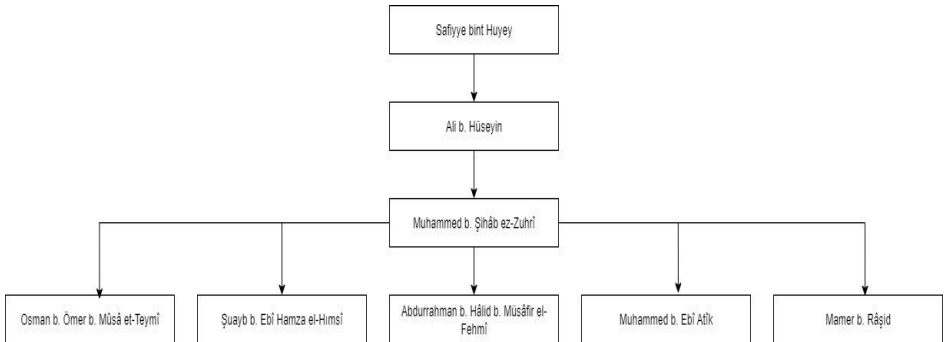 Safiyye bint Huyey
Ali b. Hüseyin
Muhammed b. Şihâb ez-Zuhrî
Osman b. Ömer b. Mûsâ et-Teymî
Şuayb b. Ebî Hamza el-Hımsî
Abdurrahman b. Hâlid b. Müsâfir el-
Fehmî
Muhammed b. Ebî Atîk
Mamer b. Râşid